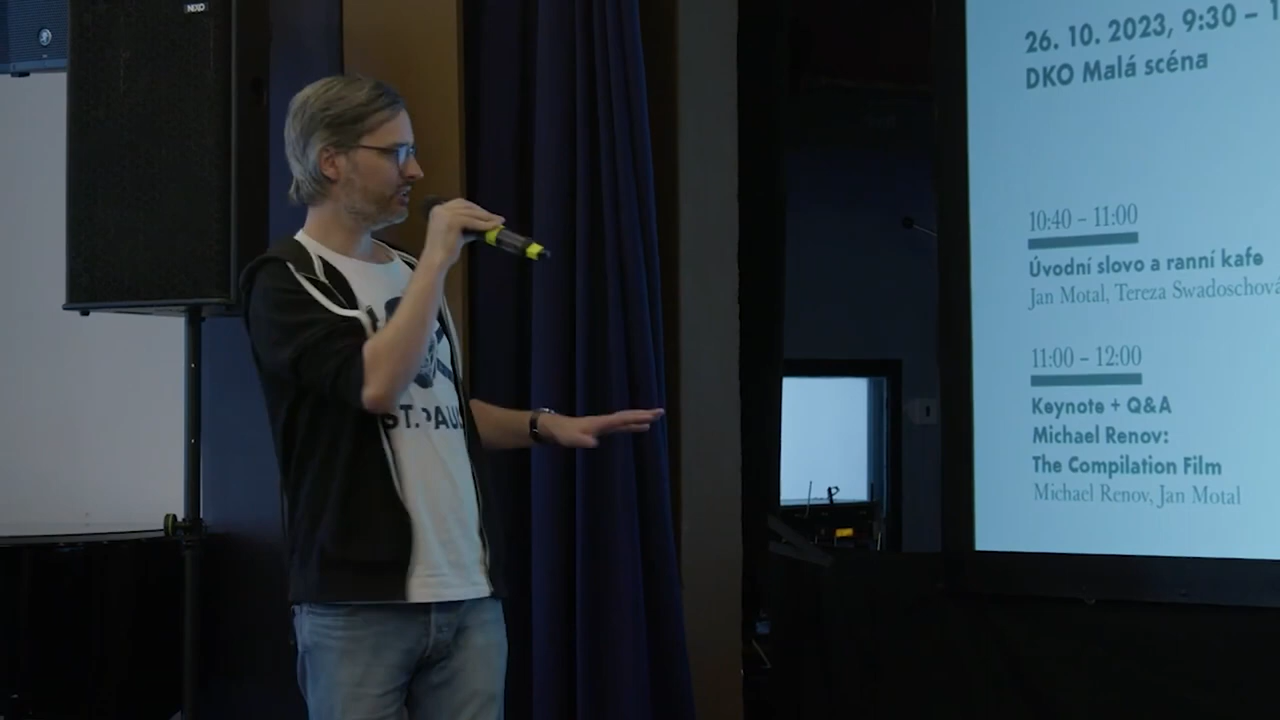 NEXO
ST. PAUL
26. 10. 2023, 9:30 – 1
DKO Malá scéna
10:40 – 11:00
Úvodní slovo a ranní kafe
Jan Motal, Tereza Swadoschová
11:00 – 12:00
Keynote + Q&A
Michael Renov:
The Compilation Film
Michael Renov, Jan Motal